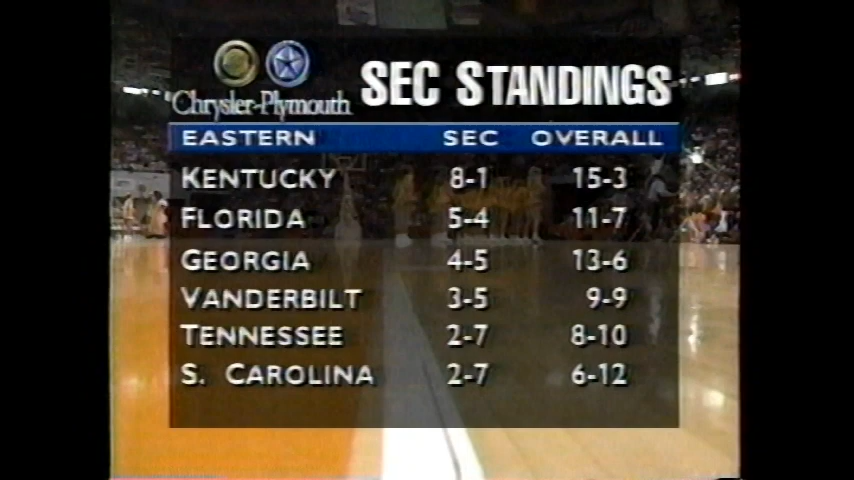 Chrysler-Plymouth SEC STANDINGS
EASTERN SEC OVERALL
KENTUCKY 8-1 15-3
FLORIDA 5-4 11-7
GEORGIA 4-5 13-6
VANDERBILT 3-5 9-9
TENNESSEE 2-7 8-10
S. CAROLINA 2-7 6-12